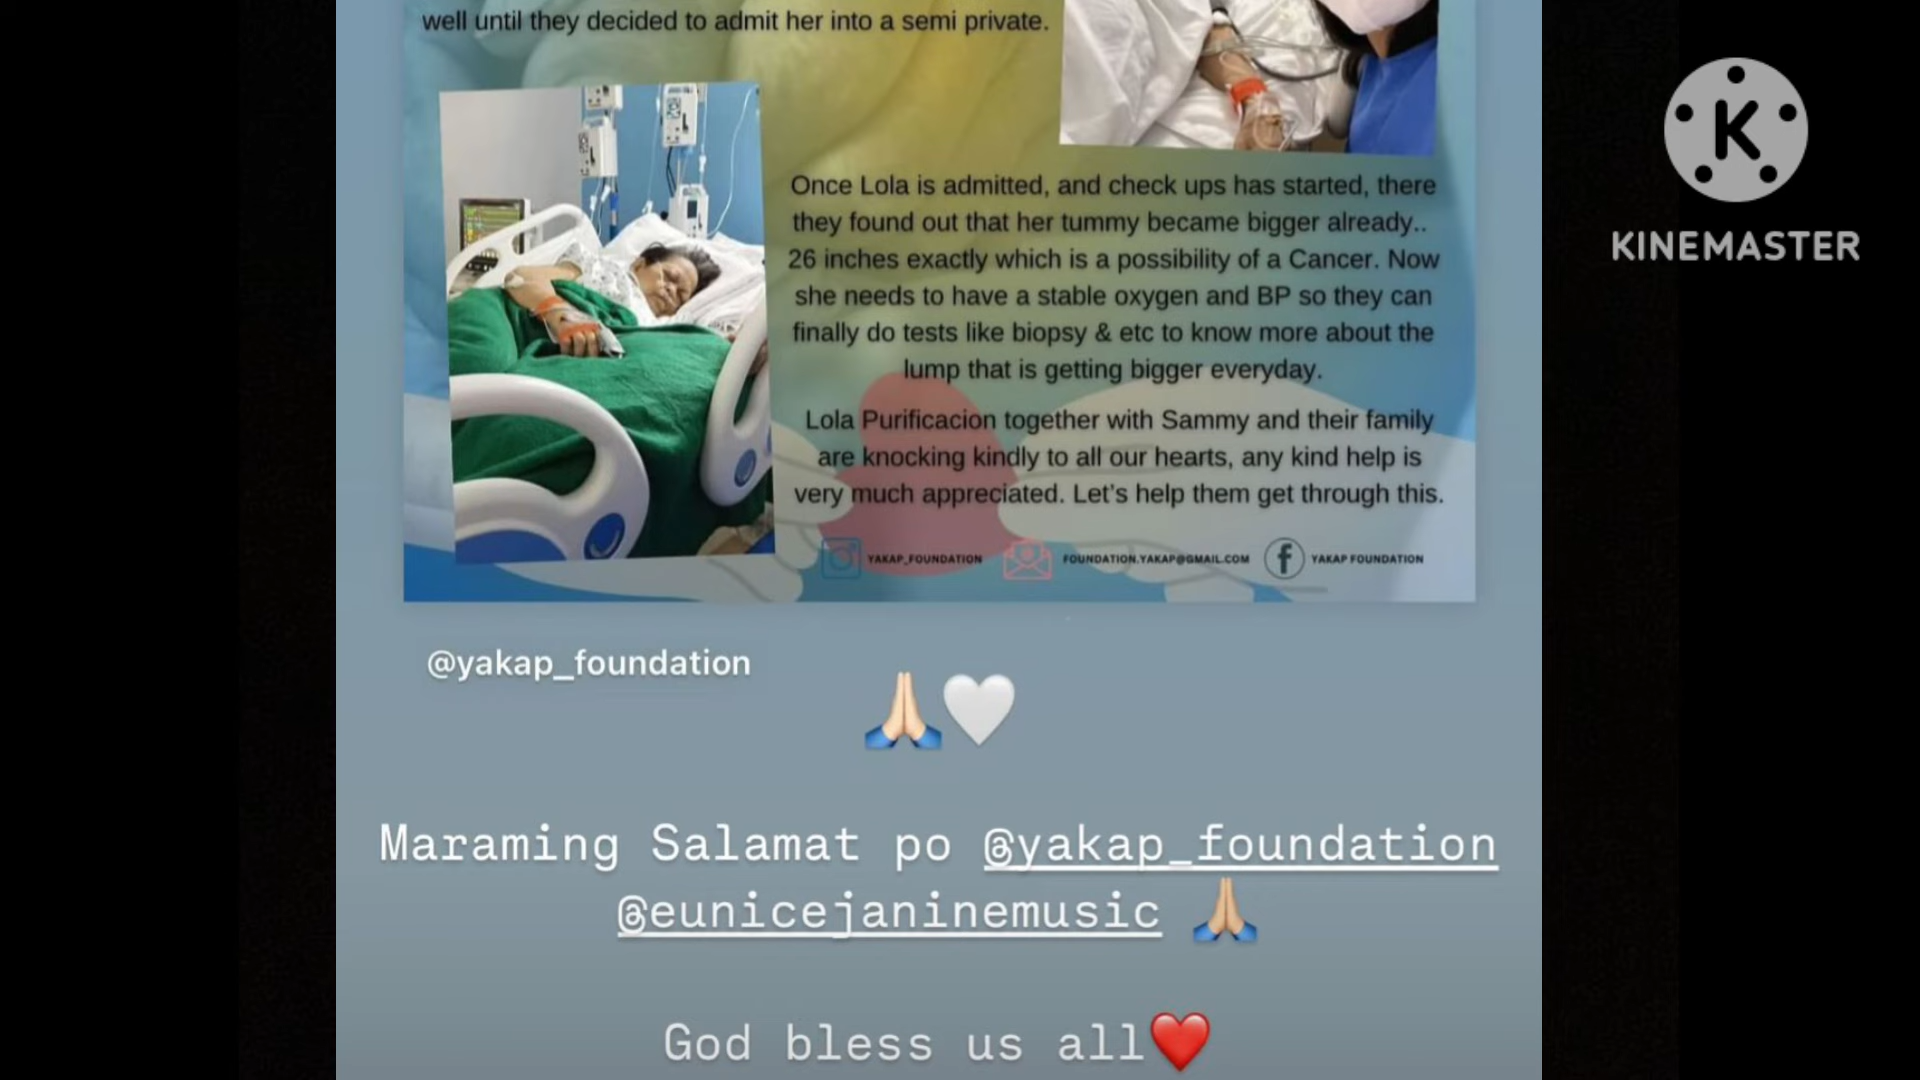 well until they decided to admit her into a semi private.
Once Lola is admitted, and check ups has started, there
they found out that her tummy became bigger already..
26 inches exactly which is a possibility of a Cancer. Now
she needs to have a stable oxygen and BP so they can
finally do tests like biopsy & etc to know more about the
lump that is getting bigger everyday.
Lola Purificacion together with Sammy and their family
are knocking kindly to all our hearts, any kind help is
very much appreciated. Let's help them get through this.
YAKAP_FOUNDATION FOUNDATION.YAKAP@GMAIL.COM YAKAP FOUNDATION
@yakap_foundation
🙏🏻🤍
Maraming Salamat po @yakap_foundation
@eunicejaninemusic 🙏🏼
God bless us all❤️
K
KINEMASTER